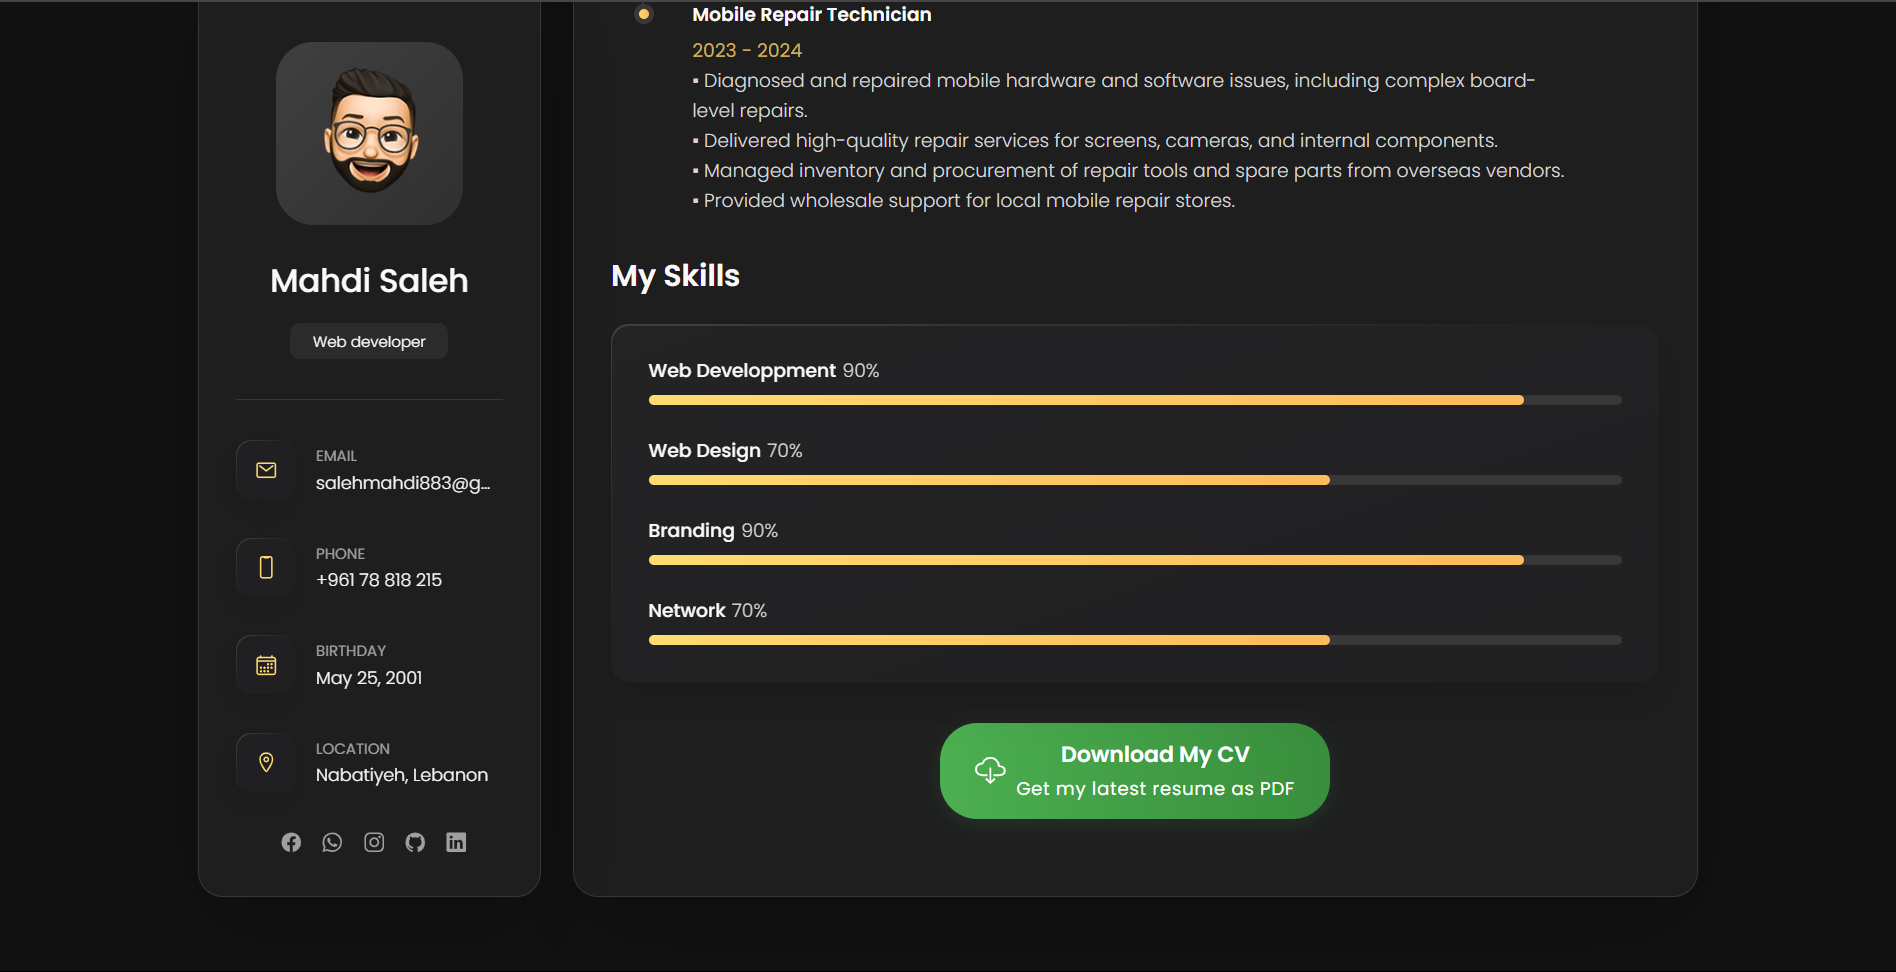 Mahdi Saleh
Web developer
EMAIL
salehmahdi883@g...
PHONE
+961 78 818 215
BIRTHDAY
May 25, 2001
LOCATION
Nabatiyeh, Lebanon
Mobile Repair Technician
2023 - 2024
▪ Diagnosed and repaired mobile hardware and software issues, including complex board-
level repairs.
▪ Delivered high-quality repair services for screens, cameras, and internal components.
▪ Managed inventory and procurement of repair tools and spare parts from overseas vendors.
▪ Provided wholesale support for local mobile repair stores.
My Skills
Web Developpment 90%
Web Design 70%
Branding 90%
Network 70%
Download My CV
Get my latest resume as PDF